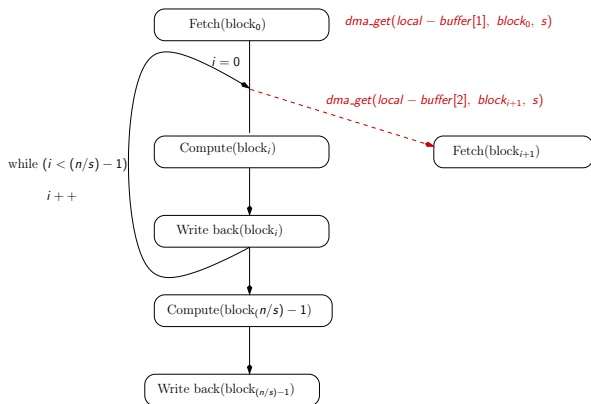 Fetch(block₀)
dma_get(local − buffer[1], block₀, s)
i = 0
dma_get(local − buffer[2], blockᵢ₊₁, s)
Compute(blockᵢ)
Fetch(blockᵢ₊₁)
while (i < (n/s) − 1)
i + +
Write back(blockᵢ)
Compute(block₍n/s) − 1)
Write back(block₍ₙ/ₛ₎₋₁)